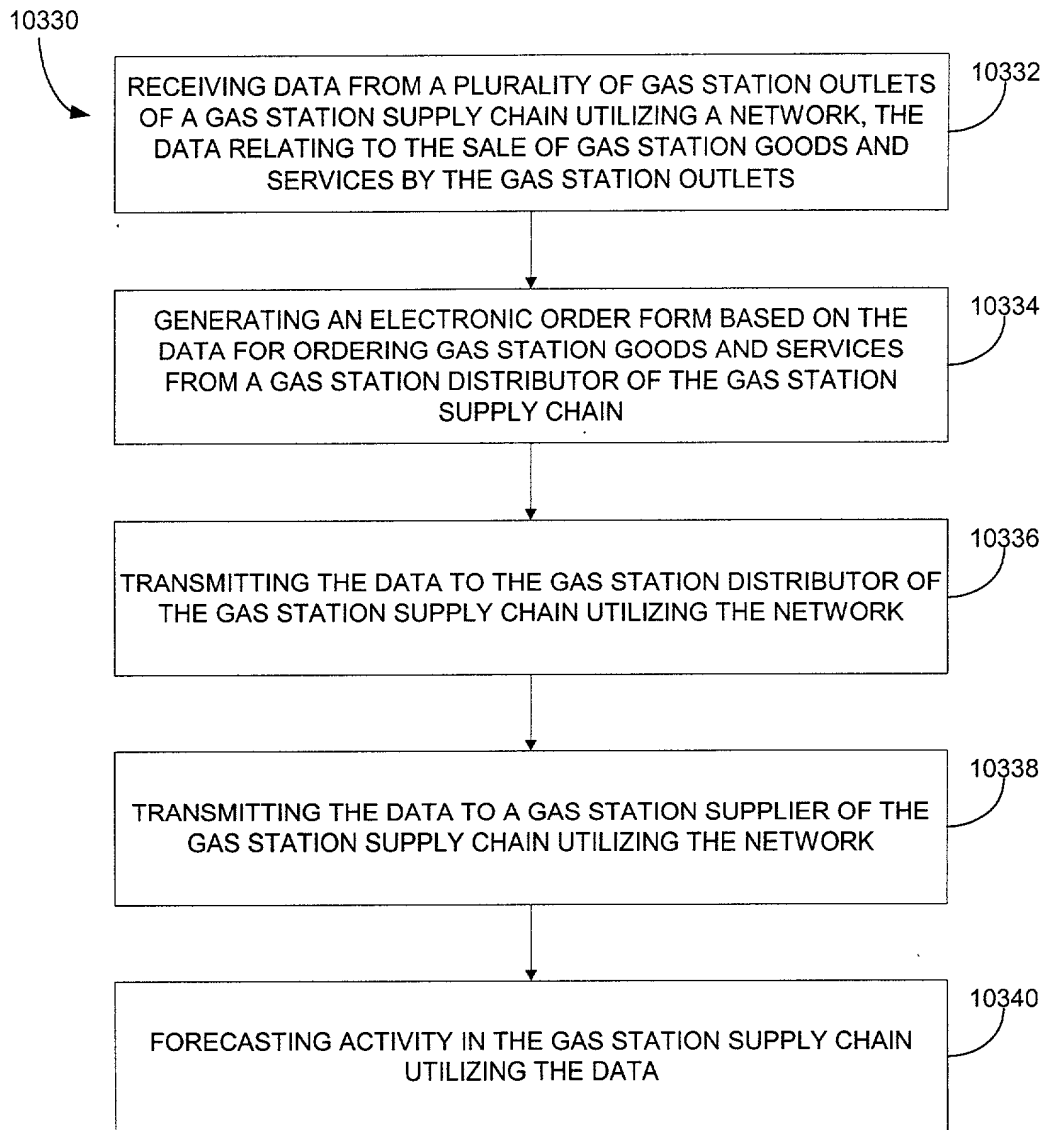 10330
RECEIVING DATA FROM A PLURALITY OF GAS STATION OUTLETS
OF A GAS STATION SUPPLY CHAIN UTILIZING A NETWORK, THE
DATA RELATING TO THE SALE OF GAS STATION GOODS AND
SERVICES BY THE GAS STATION OUTLETS
10332
GENERATING AN ELECTRONIC ORDER FORM BASED ON THE
DATA FOR ORDERING GAS STATION GOODS AND SERVICES
FROM A GAS STATION DISTRIBUTOR OF THE GAS STATION
SUPPLY CHAIN
10334
TRANSMITTING THE DATA TO THE GAS STATION DISTRIBUTOR OF
THE GAS STATION SUPPLY CHAIN UTILIZING THE NETWORK
10336
TRANSMITTING THE DATA TO A GAS STATION SUPPLIER OF THE
GAS STATION SUPPLY CHAIN UTILIZING THE NETWORK
10338
FORECASTING ACTIVITY IN THE GAS STATION SUPPLY CHAIN
UTILIZING THE DATA
10340